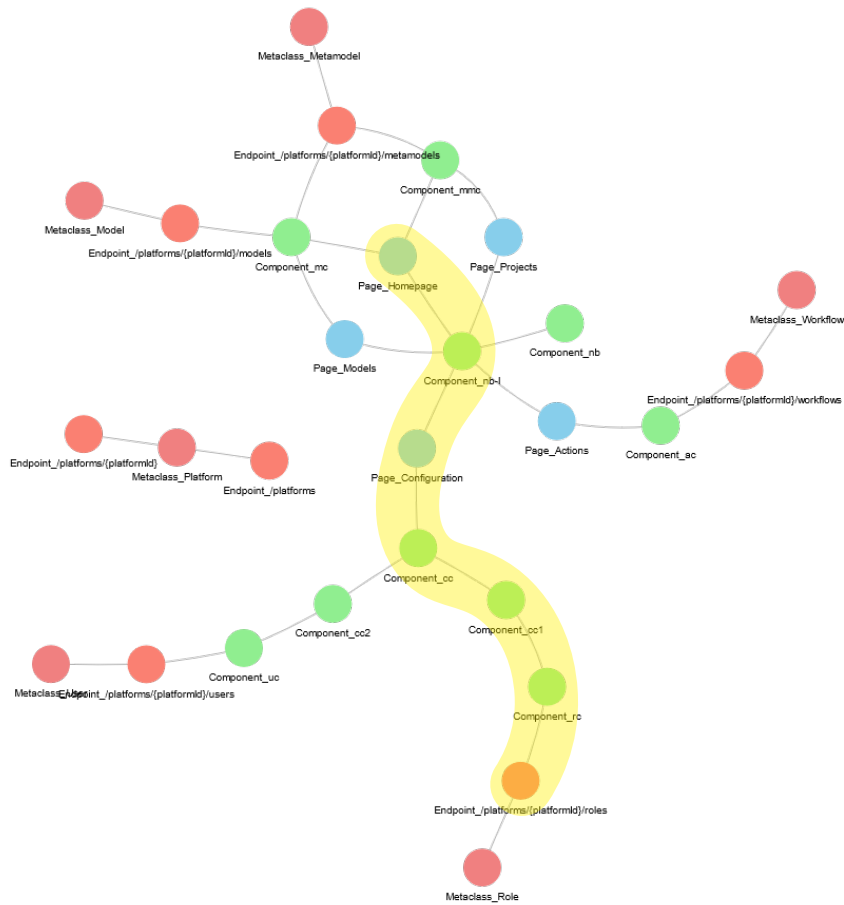 Metaclass_Metamodel
Endpoint_/platforms/{platformId}/metamodels
Component_mmc
Metaclass_Model
Endpoint_/platforms/{platformId}/models
Component_mc
Page_Homepage
Page_Projects
Metaclass_Workflow
Component_nb
Page_Models
Component_nb-l
Endpoint_/platforms/{platformId}/workflows
Page_Actions
Component_ac
Endpoint_/platforms/{platformId}
Metaclass_Platform
Endpoint_/platforms
Page_Configuration
Component_cc
Component_cc2
Component_cc1
Component_uc
Metaclass_User
Endpoint_/platforms/{platformId}/users
Component_rc
Endpoint_/platforms/{platformId}/roles
Metaclass_Role